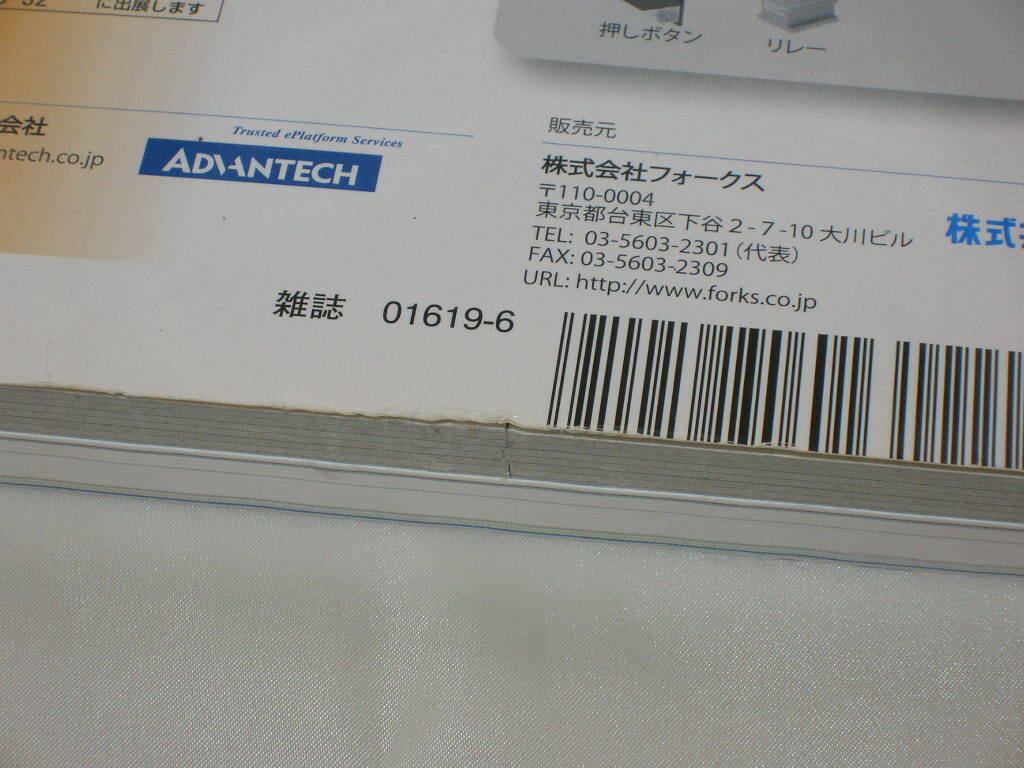 に出展します
押しボタン
リレー
会社
ntech.co.jp
Trusted ePlatform Services
ADVANTECH
販売元
株式会社フォークス
〒110-0004
東京都台東区下谷2-7-10 大川ビル
TEL: 03-5603-2301（代表）
FAX: 03-5603-2309
URL: http://www.forks.co.jp
株式
雑誌 01619-6